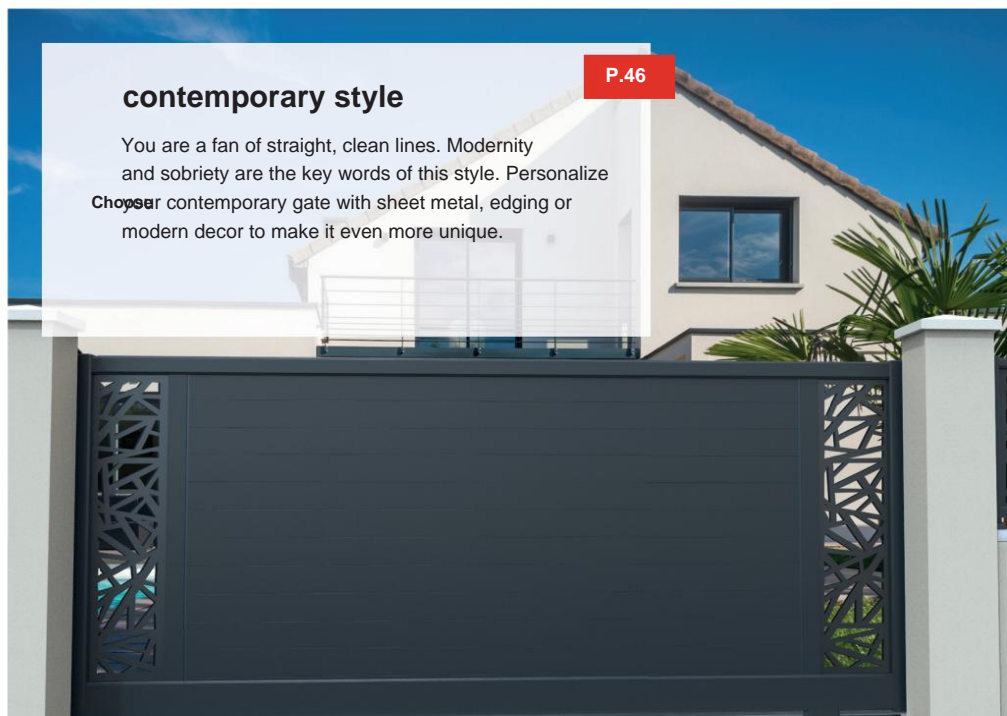 P.46
contemporary style
You are a fan of straight, clean lines. Modernity
and sobriety are the key words of this style. Personalize
Choose
your contemporary gate with sheet metal, edging or
modern decor to make it even more unique.